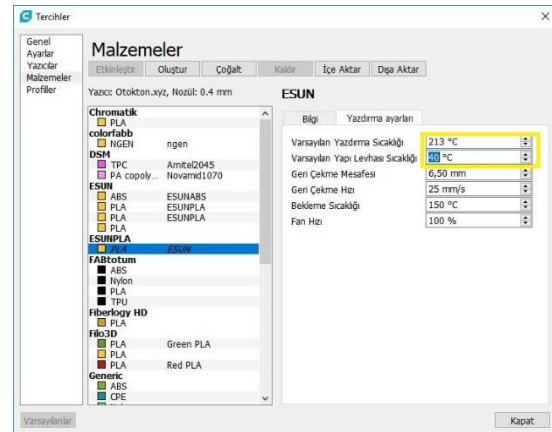 Tercihler
Genel
Ayarlar
Yazıcılar
Malzemeler
Profiller
Malzemeler
Etkinleştir Oluştur Çoğalt Kaldır İçe Aktar Dışa Aktar
Yazıcı: Otokton.xyz, Nozül: 0.4 mm
Chromatik
PLA
colorfabb
NGEN ngen
DSM
TPC Arnitel2045
PA copoly... Novamid1070
ESUN
ABS ESUNABS
PLA ESUNPLA
PLA ESUNPLA
PLA
ESUNPLA
PLA ESUN
FABtotum
ABS
Nylon
PLA
TPU
Fiberlogy HD
PLA
Filo3D
PLA Green PLA
PLA
PLA Red PLA
Generic
ABS
CPE
ESUN
Bilgi Yazdırma ayarları
Varsayılan Yazdırma Sıcaklığı 213 °C
Varsayılan Yapı Levhası Sıcaklığı 40 °C
Geri Çekme Mesafesi 6,50 mm
Geri Çekme Hızı 25 mm/s
Bekleme Sıcaklığı 150 °C
Fan Hızı 100 %
Varsayılanlar Kapat